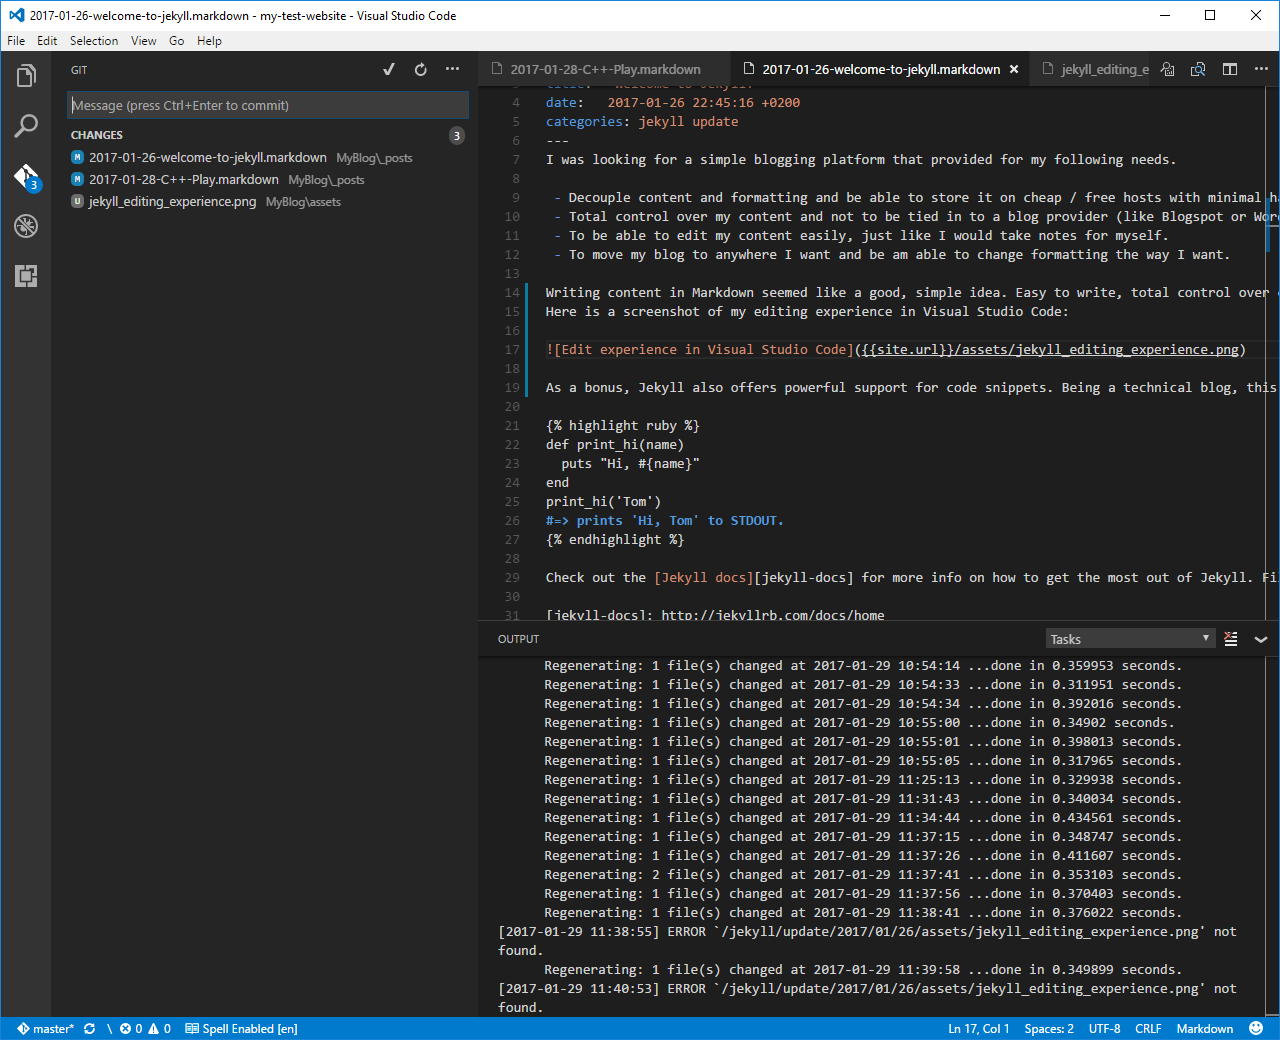 2017-01-26-welcome-to-jekyll.markdown - my-test-website - Visual Studio Code
File Edit Selection View Go Help
GIT
Message (press Ctrl+Enter to commit)
CHANGES 3
M 2017-01-26-welcome-to-jekyll.markdown MyBlog\_posts
M 2017-01-28-C++-Play.markdown MyBlog\_posts
U jekyll_editing_experience.png MyBlog\assets
3
2017-01-28-C++-Play.markdown 2017-01-26-welcome-to-jekyll.markdown jekyll_editing_e
4 date:   2017-01-26 22:45:16 +0200
5 categories: jekyll update
6 ---
7 I was looking for a simple blogging platform that provided for my following needs.
8
9  - Decouple content and formatting and be able to store it on cheap / free hosts with minimal
10  - Total control over my content and not to be tied in to a blog provider (like Blogspot or
11  - To be able to edit my content easily, just like I would take notes for myself.
12  - To move my blog to anywhere I want and be am able to change formatting the way I want.
13
14 Writing content in Markdown seemed like a good, simple idea. Easy to write, total control over
15 Here is a screenshot of my editing experience in Visual Studio Code:
16
17 ![Edit experience in Visual Studio Code]({{site.url}}/assets/jekyll_editing_experience.png)
18
19 As a bonus, Jekyll also offers powerful support for code snippets. Being a technical blog, this
20
21 {% highlight ruby %}
22 def print_hi(name)
23   puts "Hi, #{name}"
24 end
25 print_hi('Tom')
26 #=> prints 'Hi, Tom' to STDOUT.
27 {% endhighlight %}
28
29 Check out the [Jekyll docs][jekyll-docs] for more info on how to get the most out of Jekyll.
30
31 [jekyll-docs]: http://jekyllrb.com/docs/home
OUTPUT Tasks
Regenerating: 1 file(s) changed at 2017-01-29 10:54:14 ...done in 0.359953 seconds.
Regenerating: 1 file(s) changed at 2017-01-29 10:54:33 ...done in 0.311951 seconds.
Regenerating: 1 file(s) changed at 2017-01-29 10:54:34 ...done in 0.392016 seconds.
Regenerating: 1 file(s) changed at 2017-01-29 10:55:00 ...done in 0.34902 seconds.
Regenerating: 1 file(s) changed at 2017-01-29 10:55:01 ...done in 0.398013 seconds.
Regenerating: 1 file(s) changed at 2017-01-29 10:55:05 ...done in 0.317965 seconds.
Regenerating: 1 file(s) changed at 2017-01-29 11:25:13 ...done in 0.329938 seconds.
Regenerating: 1 file(s) changed at 2017-01-29 11:31:43 ...done in 0.340034 seconds.
Regenerating: 1 file(s) changed at 2017-01-29 11:34:44 ...done in 0.434561 seconds.
Regenerating: 1 file(s) changed at 2017-01-29 11:37:15 ...done in 0.348747 seconds.
Regenerating: 1 file(s) changed at 2017-01-29 11:37:26 ...done in 0.411607 seconds.
Regenerating: 2 file(s) changed at 2017-01-29 11:37:41 ...done in 0.353103 seconds.
Regenerating: 1 file(s) changed at 2017-01-29 11:37:56 ...done in 0.370403 seconds.
Regenerating: 1 file(s) changed at 2017-01-29 11:38:41 ...done in 0.376022 seconds.
[2017-01-29 11:38:55] ERROR `/jekyll/update/2017/01/26/assets/jekyll_editing_experience.png' not
found.
Regenerating: 1 file(s) changed at 2017-01-29 11:39:58 ...done in 0.349899 seconds.
[2017-01-29 11:40:53] ERROR `/jekyll/update/2017/01/26/assets/jekyll_editing_experience.png' not
found.
master* \ 0 0 Spell Enabled [en] Ln 17, Col 1 Spaces: 2 UTF-8 CRLF Markdown